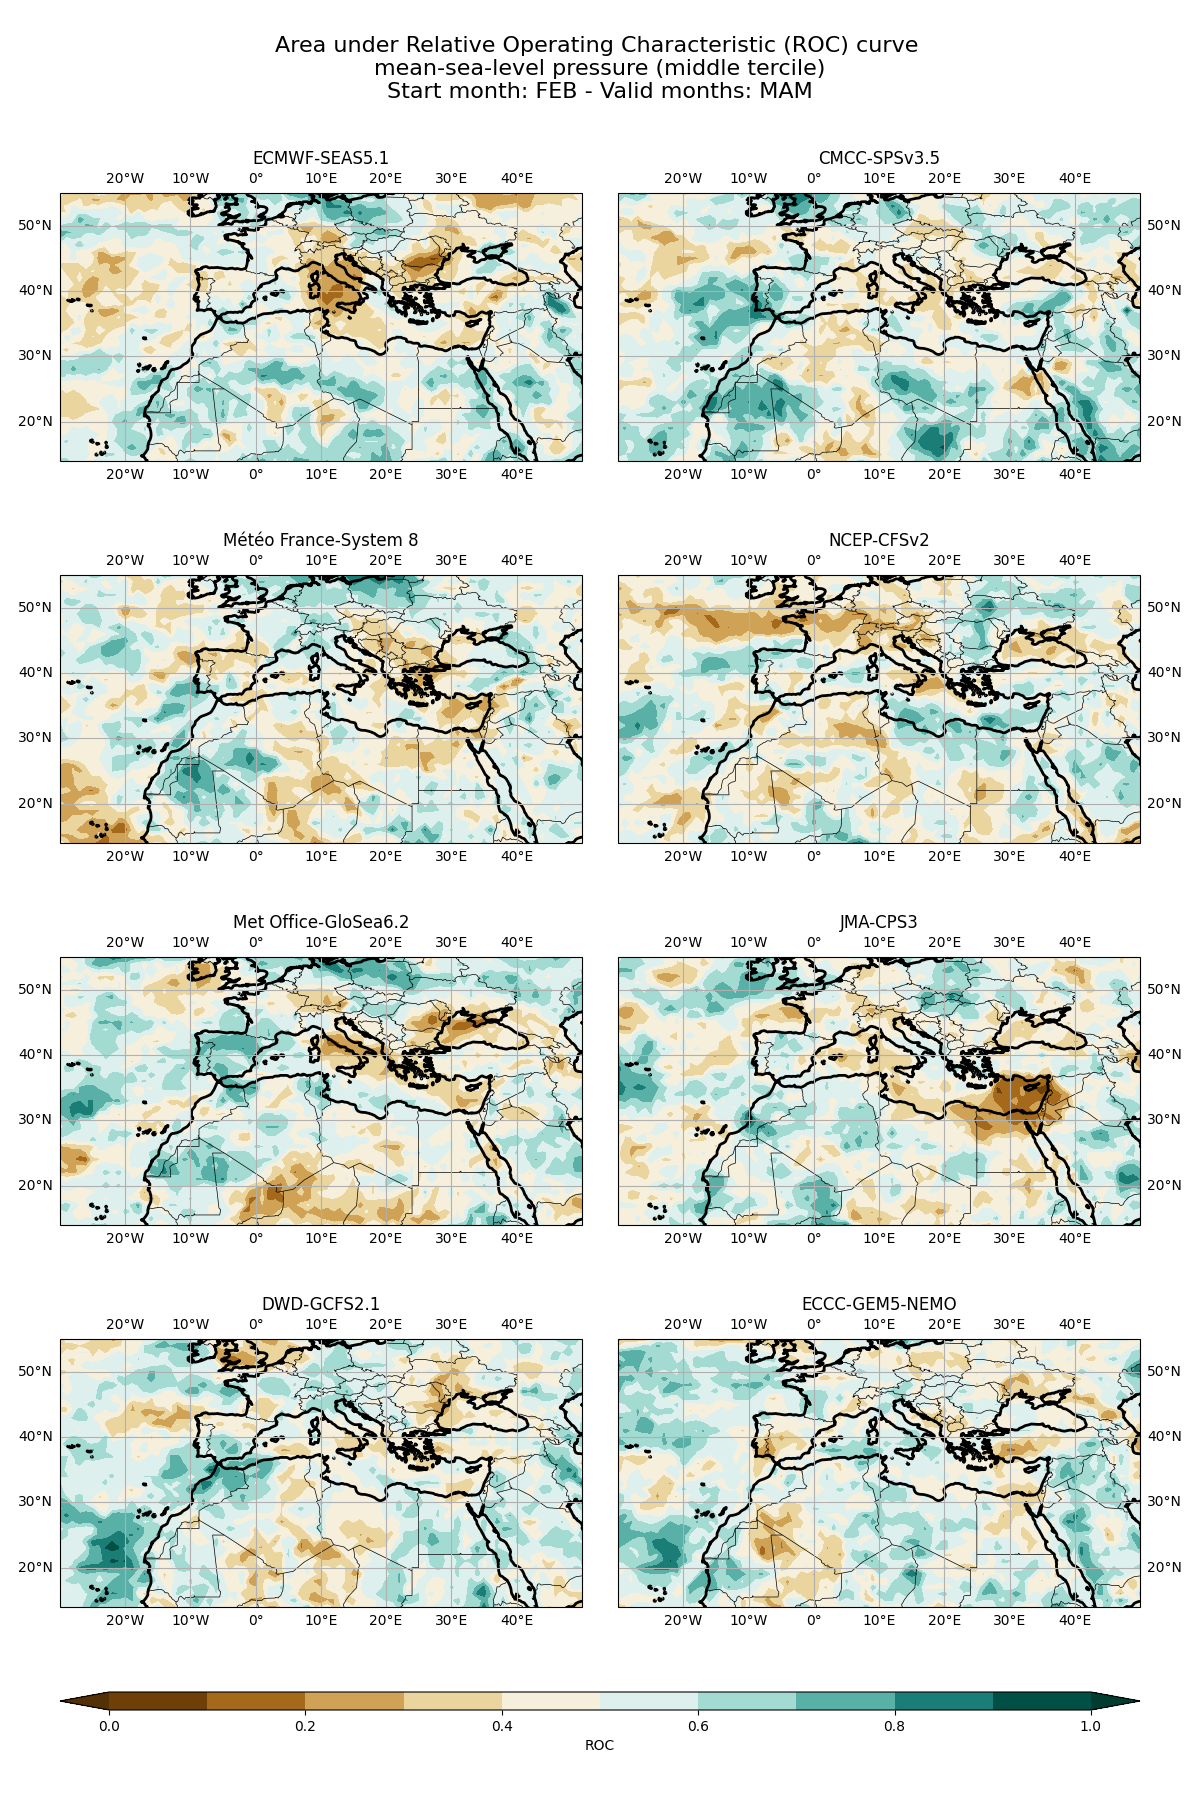 Area under Relative Operating Characteristic (ROC) curve
mean-sea-level pressure (middle tercile)
Start month: FEB - Valid months: MAM
ECMWF-SEAS5.1
20°W 10°W 0° 10°E 20°E 30°E 40°E
50°N
40°N
30°N
20°N
20°W 10°W 0° 10°E 20°E 30°E 40°E
CMCC-SPSv3.5
20°W 10°W 0° 10°E 20°E 30°E 40°E
50°N
40°N
30°N
20°N
20°W 10°W 0° 10°E 20°E 30°E 40°E
Météo France-System 8
20°W 10°W 0° 10°E 20°E 30°E 40°E
50°N
40°N
30°N
20°N
20°W 10°W 0° 10°E 20°E 30°E 40°E
NCEP-CFSv2
20°W 10°W 0° 10°E 20°E 30°E 40°E
50°N
40°N
30°N
20°N
20°W 10°W 0° 10°E 20°E 30°E 40°E
Met Office-GloSea6.2
20°W 10°W 0° 10°E 20°E 30°E 40°E
50°N
40°N
30°N
20°N
20°W 10°W 0° 10°E 20°E 30°E 40°E
JMA-CPS3
20°W 10°W 0° 10°E 20°E 30°E 40°E
50°N
40°N
30°N
20°N
20°W 10°W 0° 10°E 20°E 30°E 40°E
DWD-GCFS2.1
20°W 10°W 0° 10°E 20°E 30°E 40°E
50°N
40°N
30°N
20°N
20°W 10°W 0° 10°E 20°E 30°E 40°E
ECCC-GEM5-NEMO
20°W 10°W 0° 10°E 20°E 30°E 40°E
50°N
40°N
30°N
20°N
20°W 10°W 0° 10°E 20°E 30°E 40°E
0.0 0.2 0.4 0.6 0.8 1.0
ROC